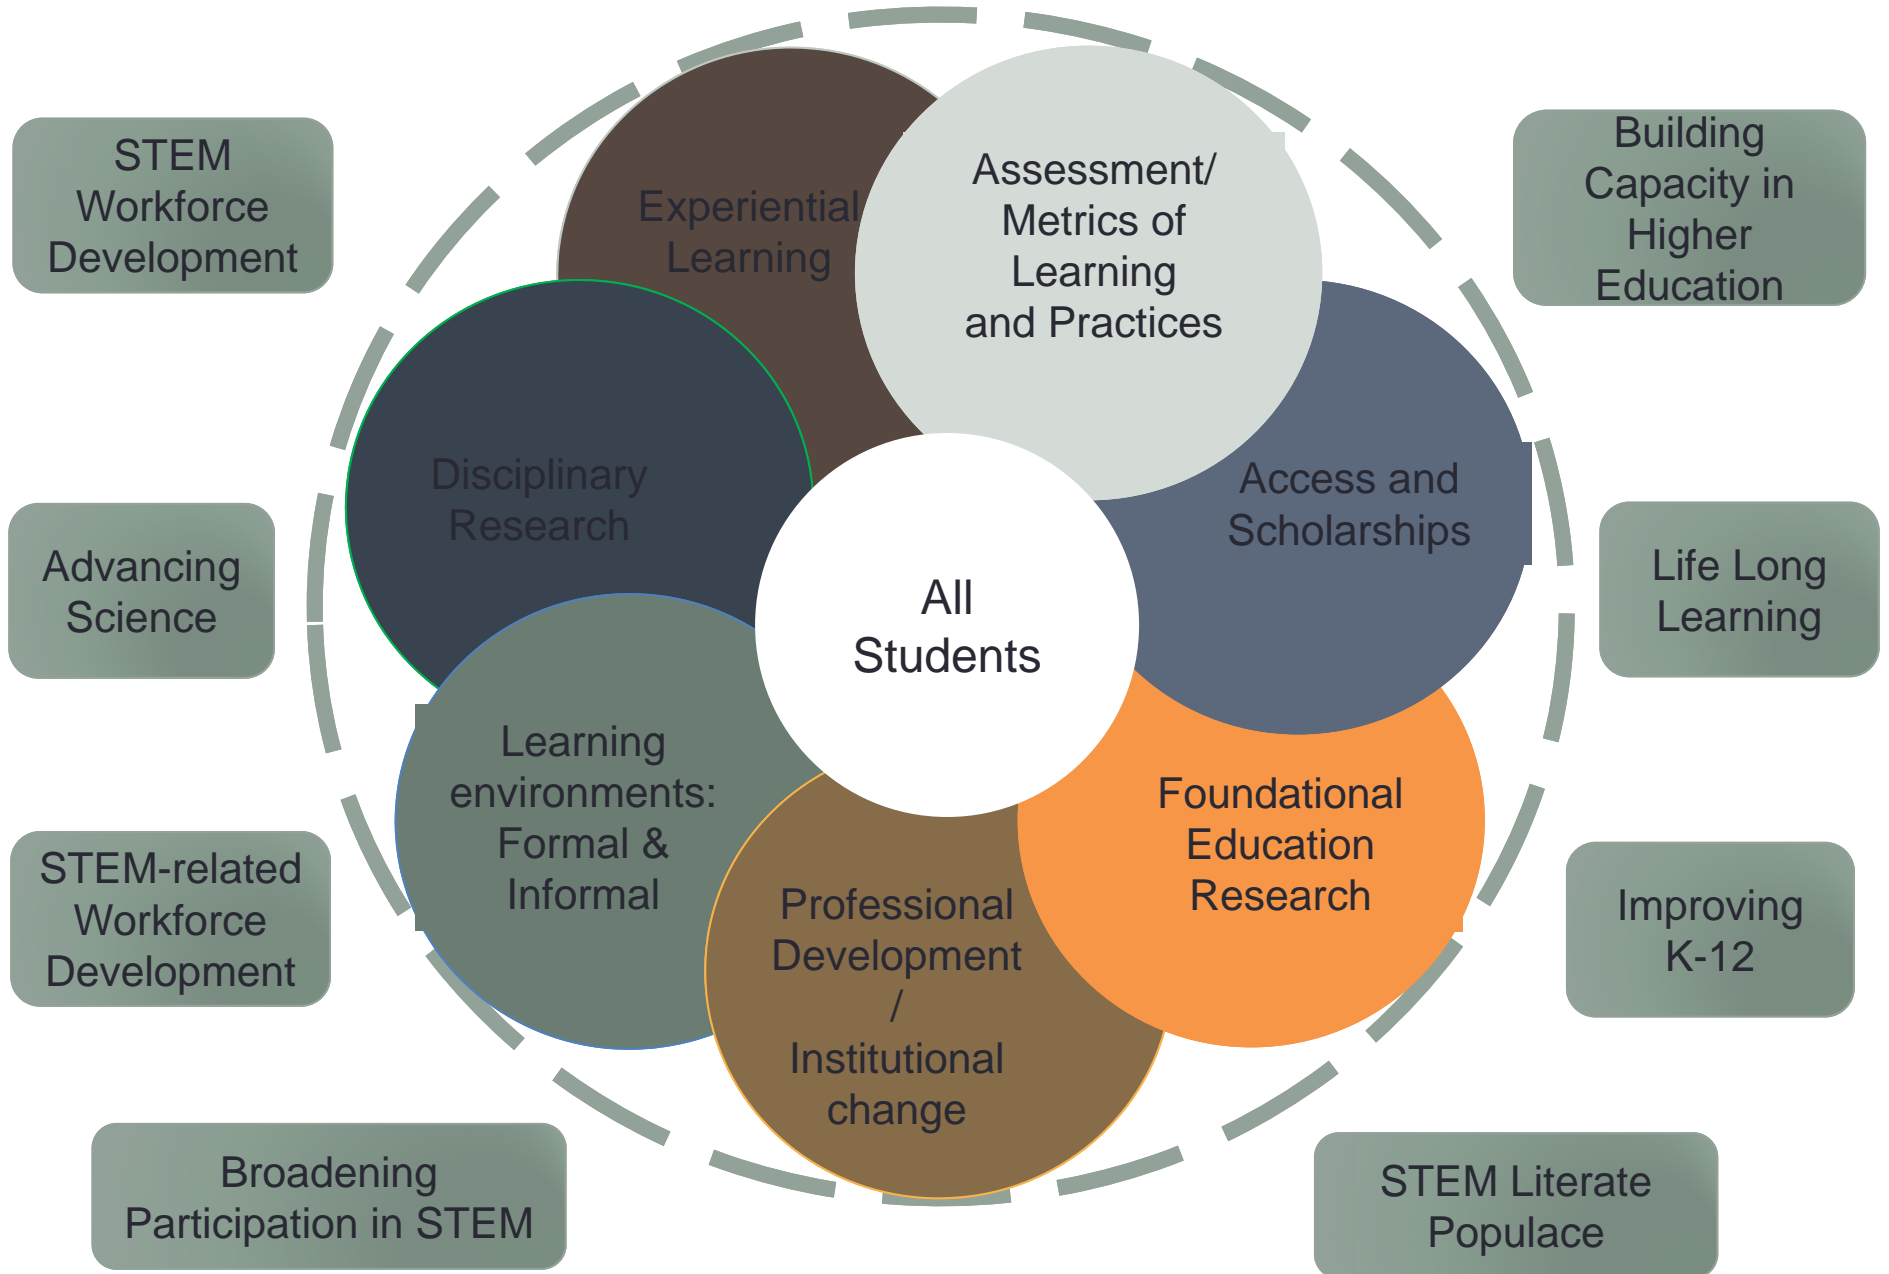 STEM
Workforce
Development
Building
Capacity in
Higher
Education
Experiential
Learning
Assessment/
Metrics of
Learning
and Practices
Disciplinary
Research
Access and
Scholarships
Advancing
Science
All
Students
Life Long
Learning
Learning
environments:
Formal &
Informal
Foundational
Education
Research
STEM-related
Workforce
Development
Professional
Development
/
Institutional
change
Improving
K-12
Broadening
Participation in STEM
STEM Literate
Populace